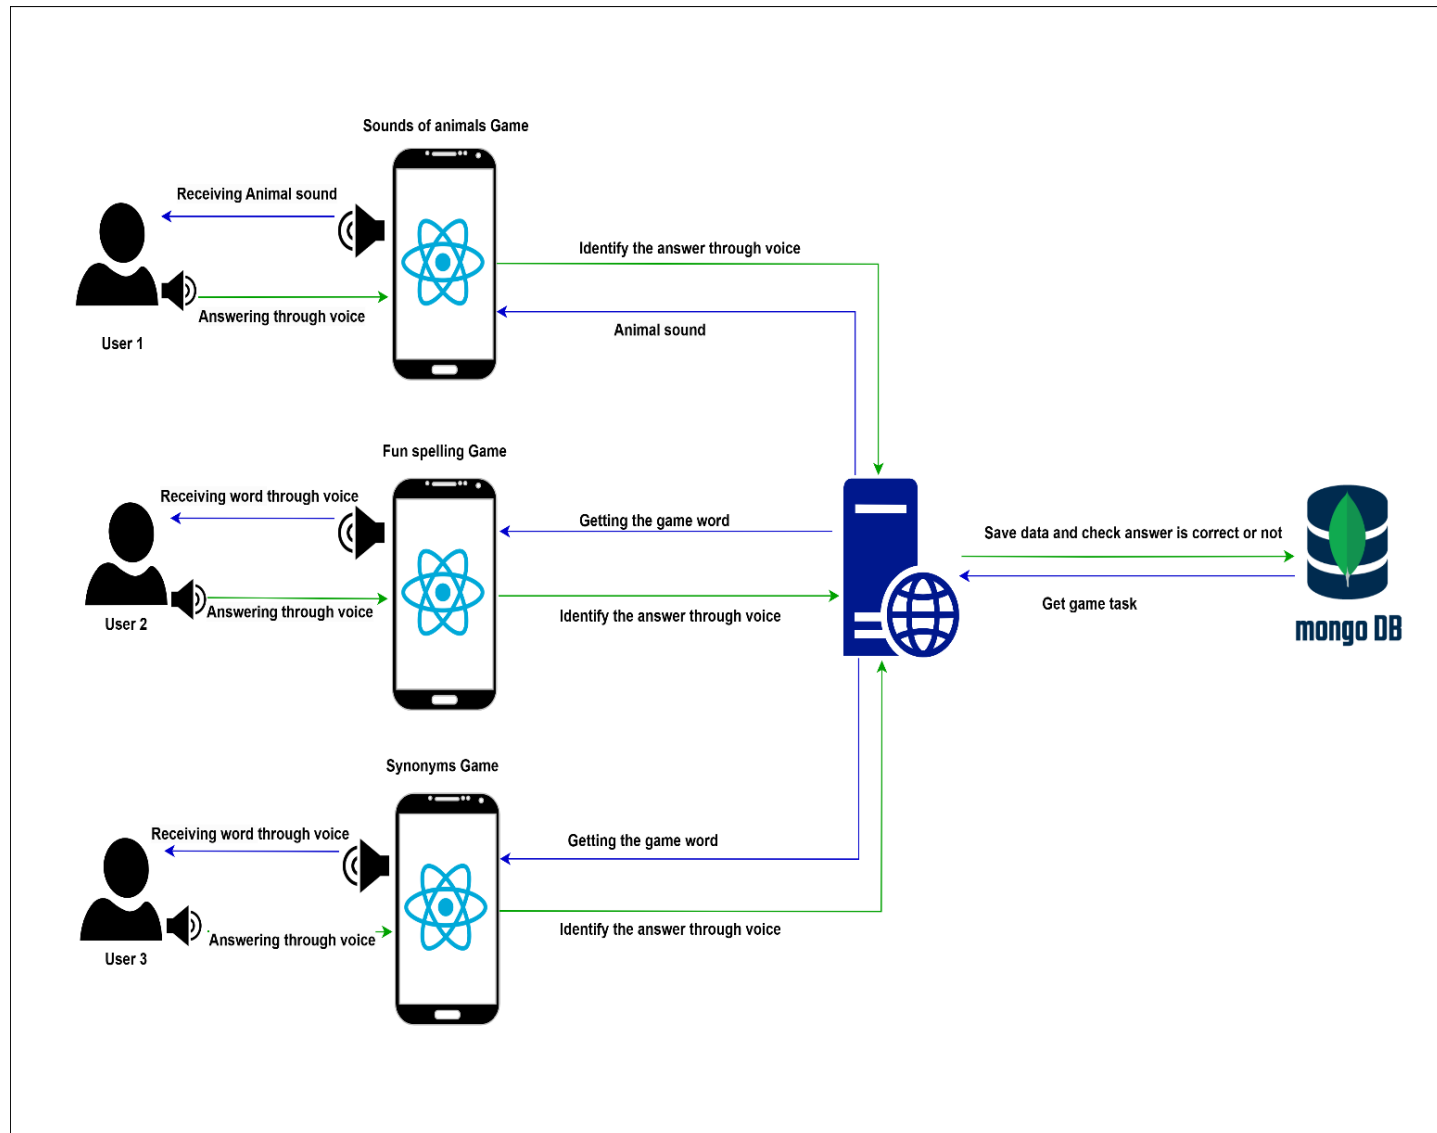 Sounds of animals Game
Receiving Animal sound
Identify the answer through voice
Answering through voice
Animal sound
User 1
Fun spelling Game
Receiving word through voice
Getting the game word
Save data and check answer is correct or not
Get game task
Answering through voice
Identify the answer through voice
User 2
mongo DB
Synonyms Game
Receiving word through voice
Getting the game word
Answering through voice
Identify the answer through voice
User 3